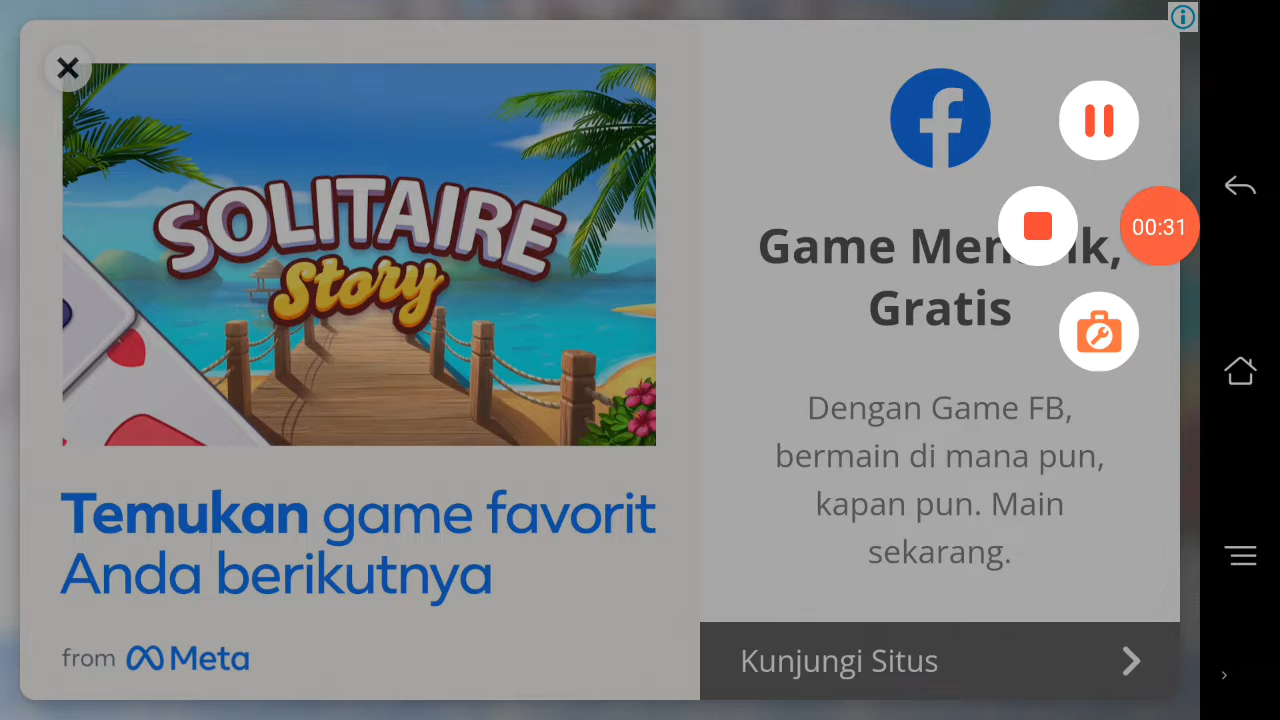 SOLITAIRE
Story
Temukan game favorit
Anda berikutnya
from Meta
Game
Gratis
Dengan Game FB,
bermain di mana pun,
kapan pun. Main
sekarang.
Kunjungi Situs
00:31